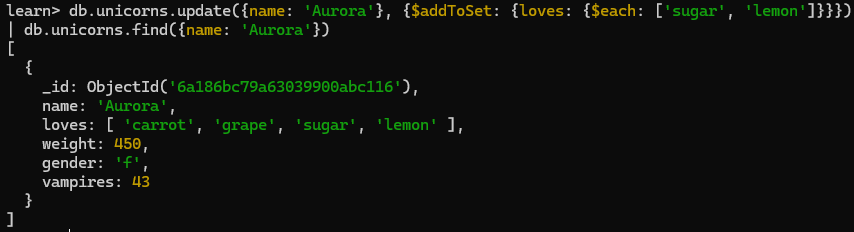 learn> db.unicorns.update({name: 'Aurora'}, {$addToSet: {loves: {$each: ['sugar', 'lemon']}}})
| db.unicorns.find({name: 'Aurora'})
[
  {
    _id: ObjectId('6a186bc79a63039900abc116'),
    name: 'Aurora',
    loves: [ 'carrot', 'grape', 'sugar', 'lemon' ],
    weight: 450,
    gender: 'f',
    vampires: 43
  }
]